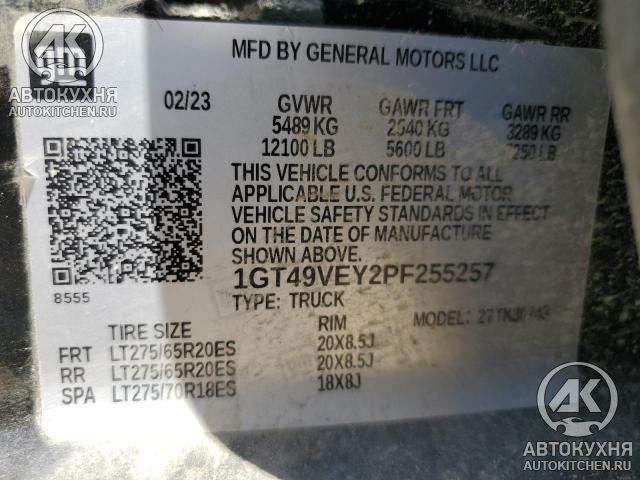 MFD BY GENERAL MOTORS LLC
02/23 GVWR GAWR FRT GAWR RR
5489 KG 2540 KG 3289 KG
12100 LB 5600 LB 7250 LB
THIS VEHICLE CONFORMS TO ALL
APPLICABLE U.S. FEDERAL MOTOR
VEHICLE SAFETY STANDARDS IN EFFECT
ON THE DATE OF MANUFACTURE
SHOWN ABOVE.
1GT49VEY2PF255257
8555 TYPE: TRUCK MODEL:
TIRE SIZE RIM
FRT LT275/65R20ES 20X8.5J
RR LT275/65R20ES 20X8.5J
SPA LT275/70R18ES 18X8J
АВТОКУХНЯ
AUTOKITCHEN.RU
AK
АВТОКУХНЯ
AUTOKITCHEN.RU